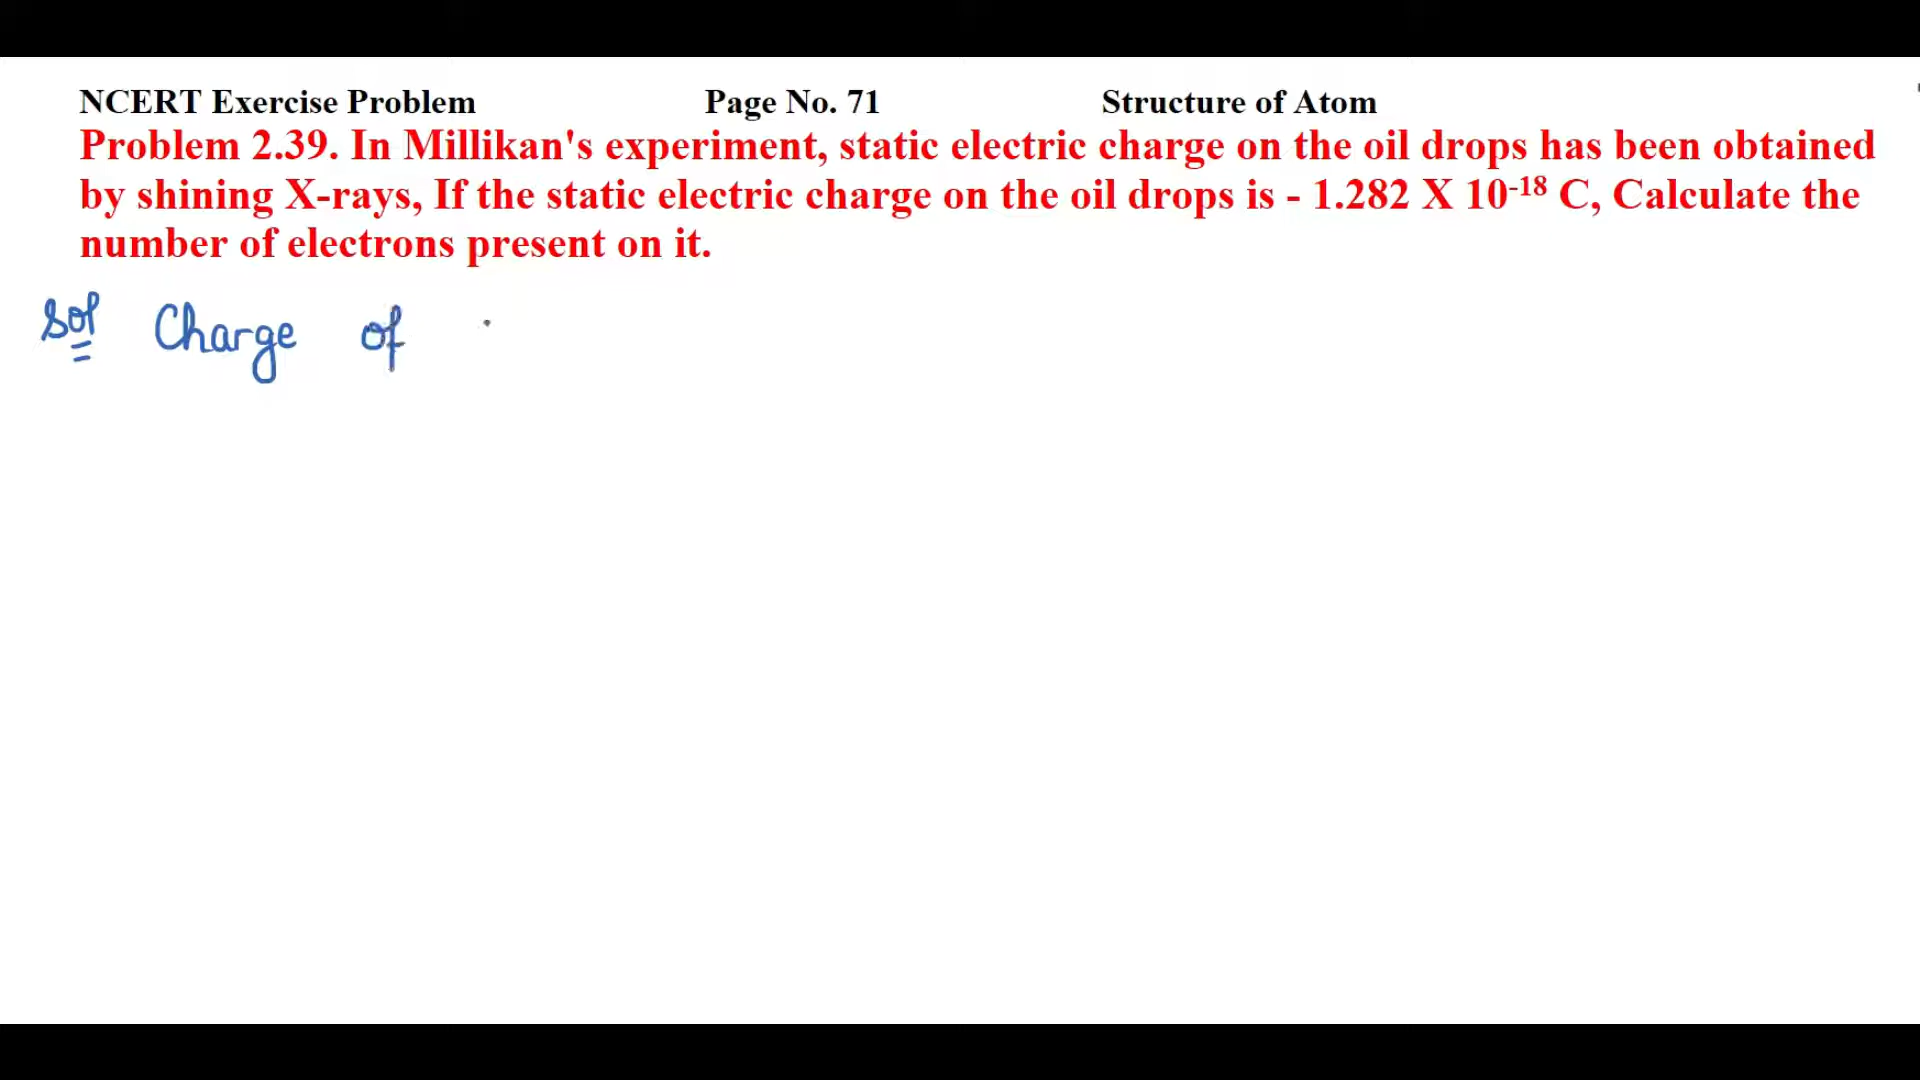 NCERT Exercise Problem Page No. 71 Structure of Atom
Problem 2.39. In Millikan's experiment, static electric charge on the oil drops has been obtained
by shining X-rays, If the static electric charge on the oil drops is - 1.282 X 10⁻¹⁸ C, Calculate the
number of electrons present on it.
Sol Charge of